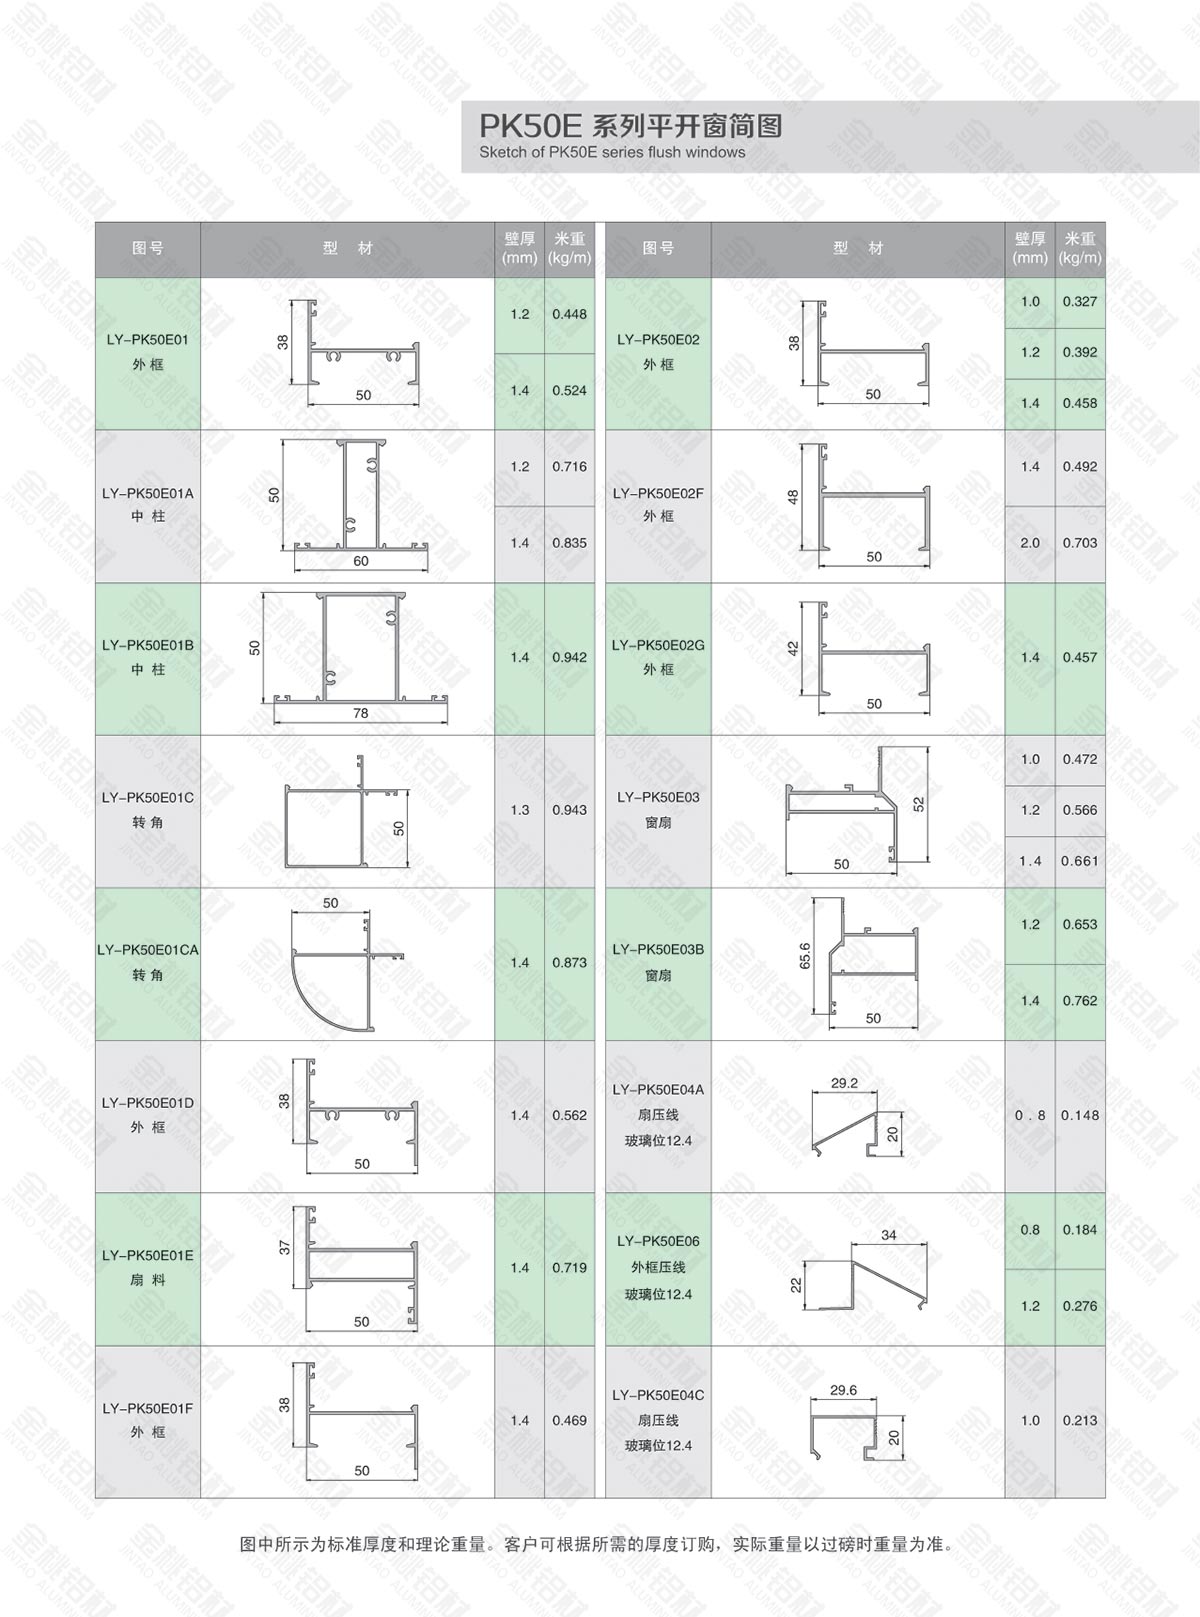 PK50E 系列平开窗简图
Sketch of PK50E series flush windows
图号 型 材 壁厚(mm) 米重(kg/m) 图号 型 材 壁厚(mm) 米重(kg/m)
LY-PK50E01
外 框
38
50
1.2 0.448
1.4 0.524
LY-PK50E02
外 框
38
50
1.0 0.327
1.2 0.392
1.4 0.458
LY-PK50E01A
中 柱
50
60
1.2 0.716
1.4 0.835
LY-PK50E02F
外 框
48
50
1.4 0.492
2.0 0.703
LY-PK50E01B
中 柱
50
78
1.4 0.942
LY-PK50E02G
外 框
42
50
1.4 0.457
LY-PK50E01C
转 角
50
1.3 0.943
LY-PK50E03
窗扇
52
50
1.0 0.472
1.2 0.566
1.4 0.661
LY-PK50E01CA
转 角
50
1.4 0.873
LY-PK50E03B
窗扇
65.6
50
1.2 0.653
1.4 0.762
LY-PK50E01D
外 框
38
50
1.4 0.562
LY-PK50E04A
扇压线
玻璃位12.4
29.2
20
0.8 0.148
LY-PK50E01E
扇 料
37
50
1.4 0.719
LY-PK50E06
外框压线
玻璃位12.4
34
22
0.8 0.184
1.2 0.276
LY-PK50E01F
外 框
38
50
1.4 0.469
LY-PK50E04C
扇压线
玻璃位12.4
29.6
20
1.0 0.213
图中所示为标准厚度和理论重量。客户可根据所需的厚度订购，实际重量以过磅时重量为准。
金桃铝材
JINTAO ALUMINIUM